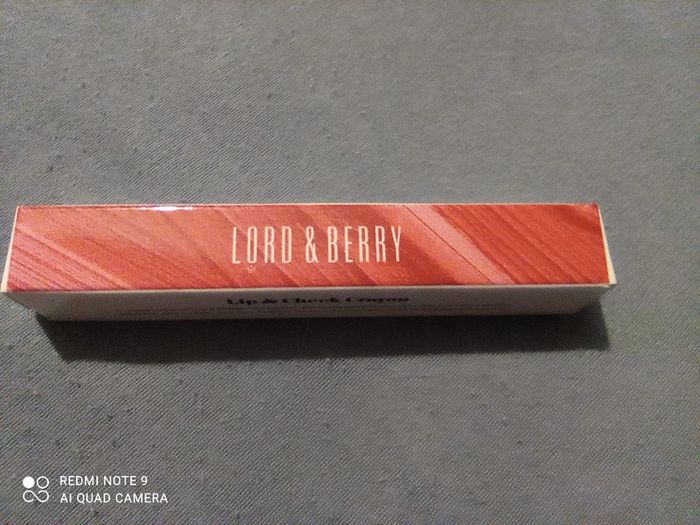 LORD & BERRY
Lip & Cheek Crayon
REDMI NOTE 9
AI QUAD CAMERA